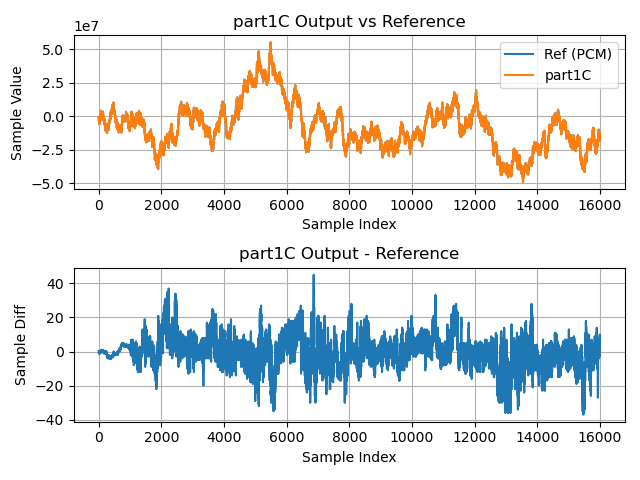 part1C Output vs Reference
1e7
5.0
2.5
0.0
−2.5
−5.0
Sample Value
Ref (PCM)
part1C
0 2000 4000 6000 8000 10000 12000 14000 16000
Sample Index
part1C Output - Reference
40
20
0
−20
−40
Sample Diff
0 2000 4000 6000 8000 10000 12000 14000 16000
Sample Index